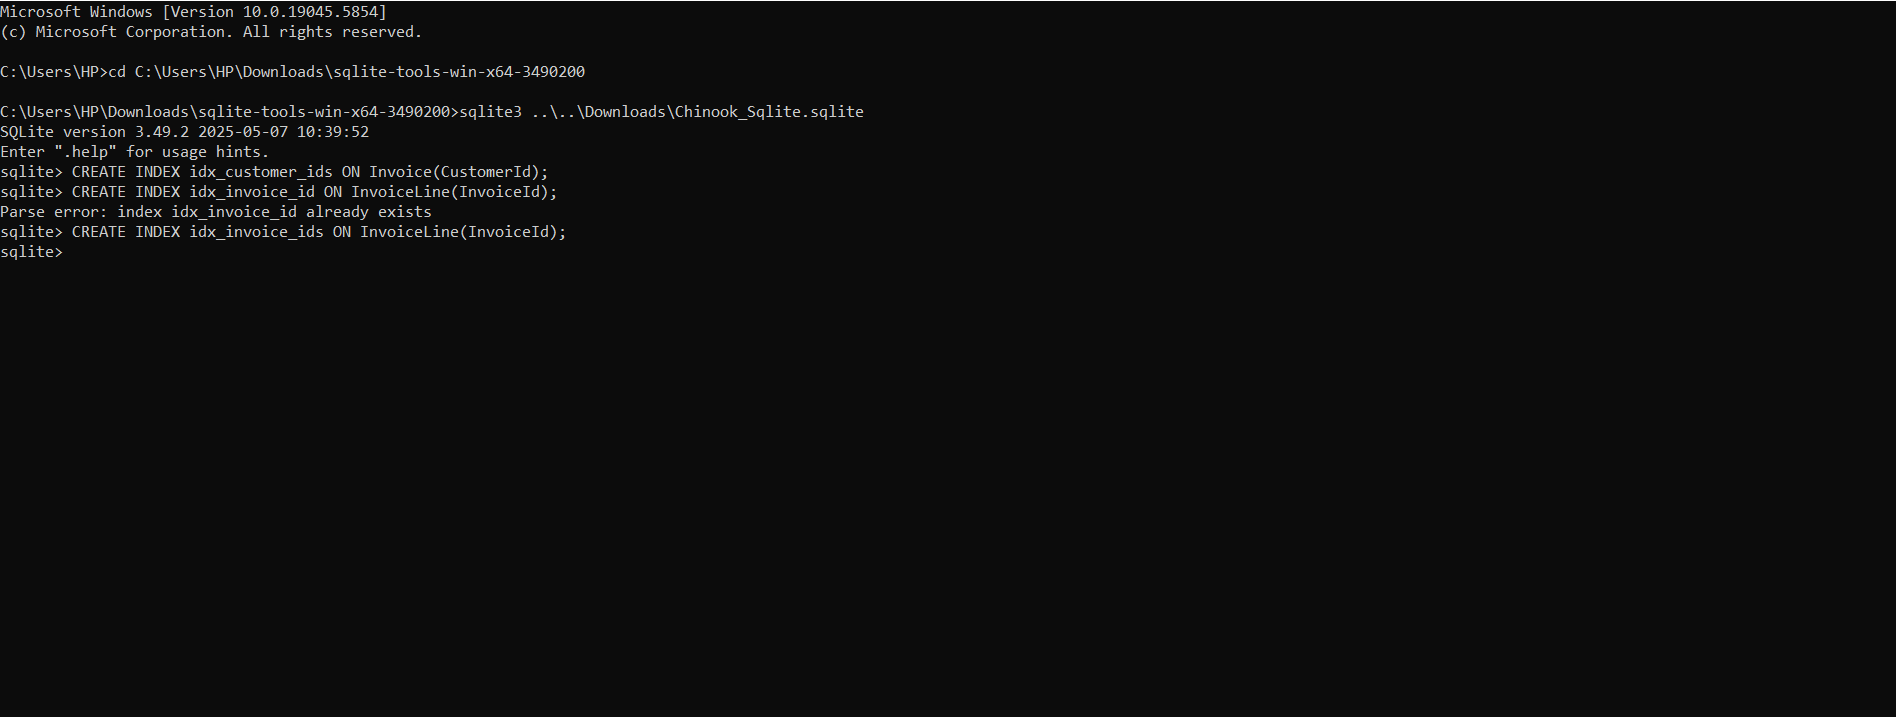 Microsoft Windows [Version 10.0.19045.5854]
(c) Microsoft Corporation. All rights reserved.
C:\Users\HP>cd C:\Users\HP\Downloads\sqlite-tools-win-x64-3490200
C:\Users\HP\Downloads\sqlite-tools-win-x64-3490200>sqlite3 ..\..\Downloads\Chinook_Sqlite.sqlite
SQLite version 3.49.2 2025-05-07 10:39:52
Enter ".help" for usage hints.
sqlite> CREATE INDEX idx_customer_ids ON Invoice(CustomerId);
sqlite> CREATE INDEX idx_invoice_id ON InvoiceLine(InvoiceId);
Parse error: index idx_invoice_id already exists
sqlite> CREATE INDEX idx_invoice_ids ON InvoiceLine(InvoiceId);
sqlite>